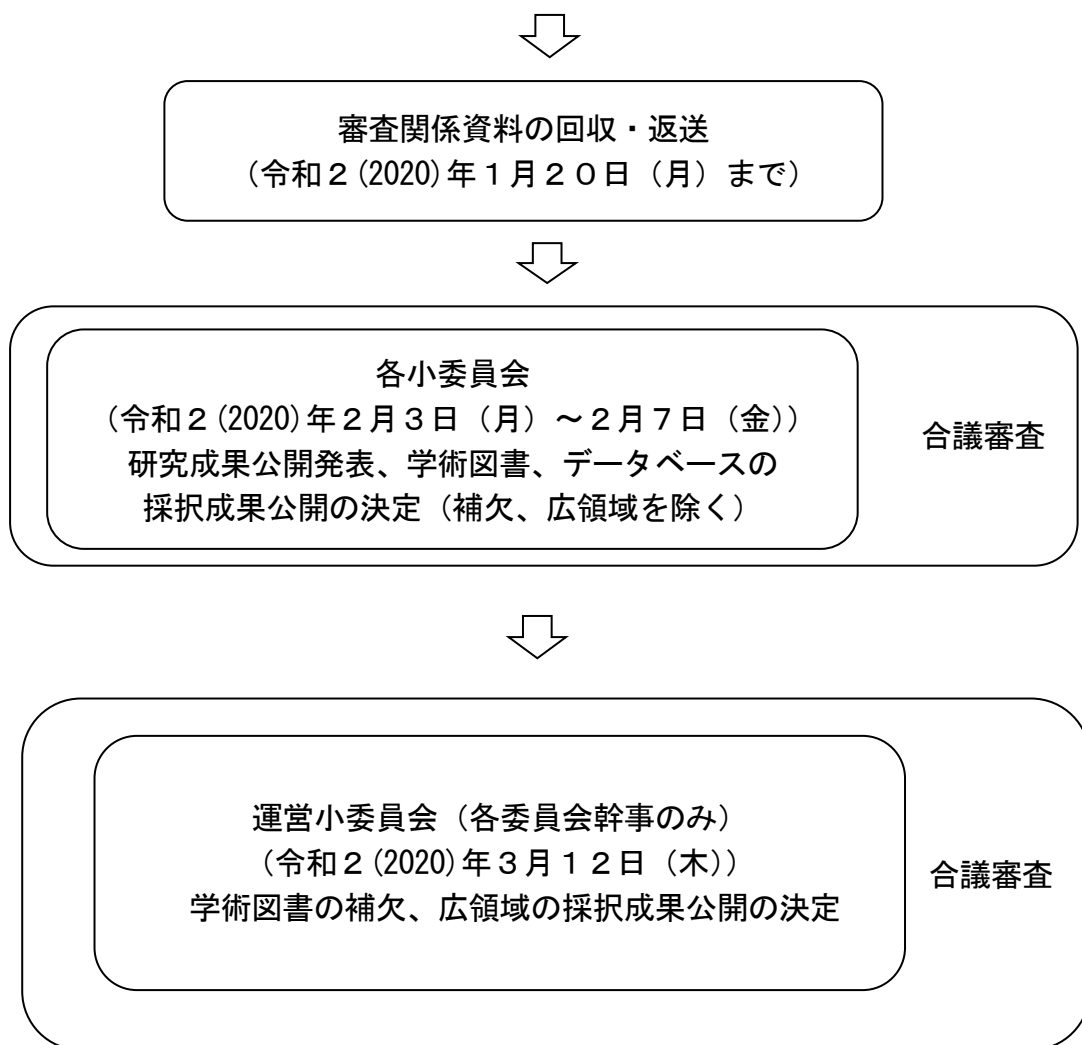 審査関係資料の回収・返送
(令和2(2020)年1月20日(月)まで)
各小委員会
(令和2(2020)年2月3日(月)~2月7日(金))
研究成果公開発表、学術図書、データベースの
採択成果公開の決定(補欠、広領域を除く)
合議審査
運営小委員会(各委員会幹事のみ)
(令和2(2020)年3月12日(木))
学術図書の補欠、広領域の採択成果公開の決定
合議審査